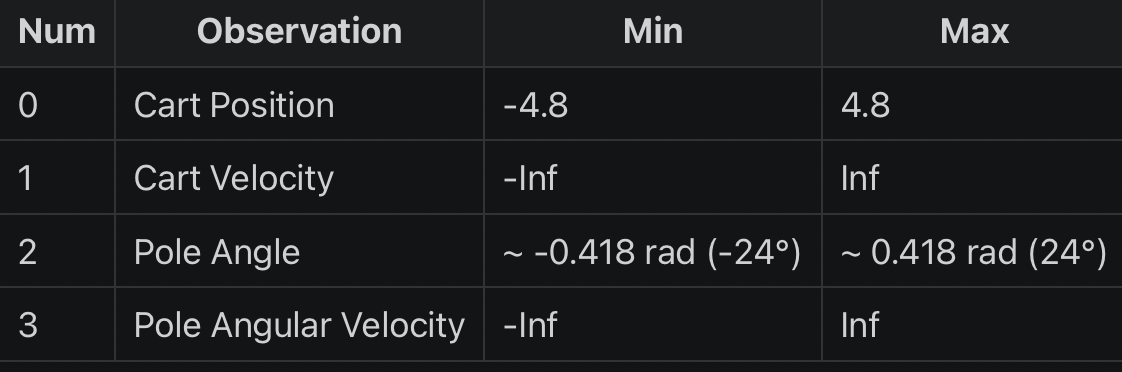 Num Observation Min Max
0 Cart Position -4.8 4.8
1 Cart Velocity -Inf Inf
2 Pole Angle ~ -0.418 rad (-24°) ~ 0.418 rad (24°)
3 Pole Angular Velocity -Inf Inf